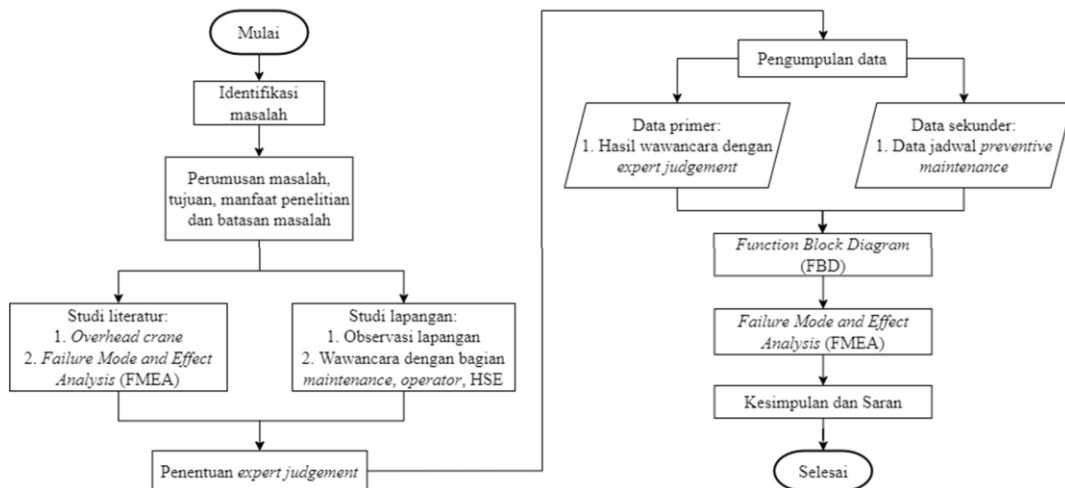 Mulai
Identifikasi
masalah
Perumusan masalah,
tujuan, manfaat penelitian
dan batasan masalah
Studi literatur:
1. Overhead crane
2. Failure Mode and Effect
Analysis (FMEA)
Studi lapangan:
1. Observasi lapangan
2. Wawancara dengan bagian
maintenance, operator, HSE
Penentuan expert judgement
Pengumpulan data
Data primer:
1. Hasil wawancara dengan
expert judgement
Data sekunder:
1. Data jadwal preventive
maintenance
Function Block Diagram
(FBD)
Failure Mode and Effect
Analysis (FMEA)
Kesimpulan dan Saran
Selesai